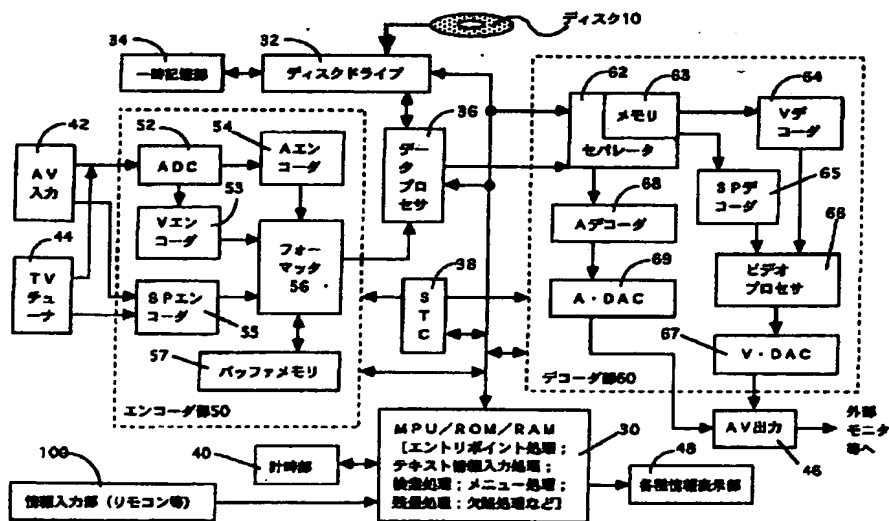 ディスク10
34
32
一時記憶部
ディスクドライブ
62
63
64
メモリ
Vデ
コーダ
セパレータ
36
データプロセサ
42
AV
入力
52
ADC
54
Aエン
コーダ
53
Vエン
コーダ
44
TV
チュー
ナ
フォー
マッタ
56
SPエン
コーダ
55
57
バッファメモリ
エンコーダ部50
38
STC
68
Aデコーダ
SPデ
コーダ
65
66
ビデオ
プロセサ
69
A・DAC
67
V・DAC
デコーダ部60
AV出力
46
外部
モニタ
等へ
MPU/ROM/RAM
[エントリポイント処理;
テキスト情報入力処理;
検索処理;メニュー処理;
残量処理;欠陥処理など]
30
40
計時部
48
各種情報表示部
100
情報入力部(リモコン等)